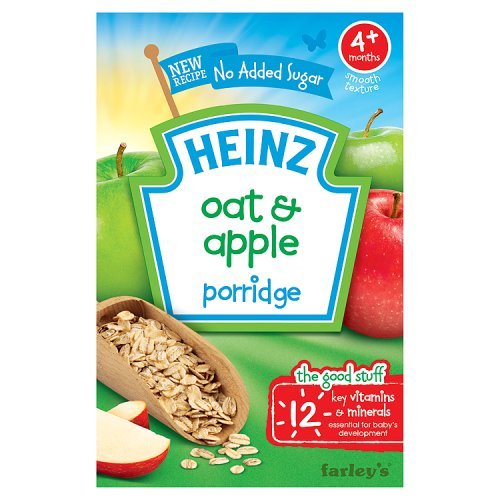 NEW
RECIPE
No Added Sugar
4+
months
smooth
texture
HEINZ
oat &
apple
porridge
the good stuff
12
key vitamins
& minerals
essential for baby's
development
farley's